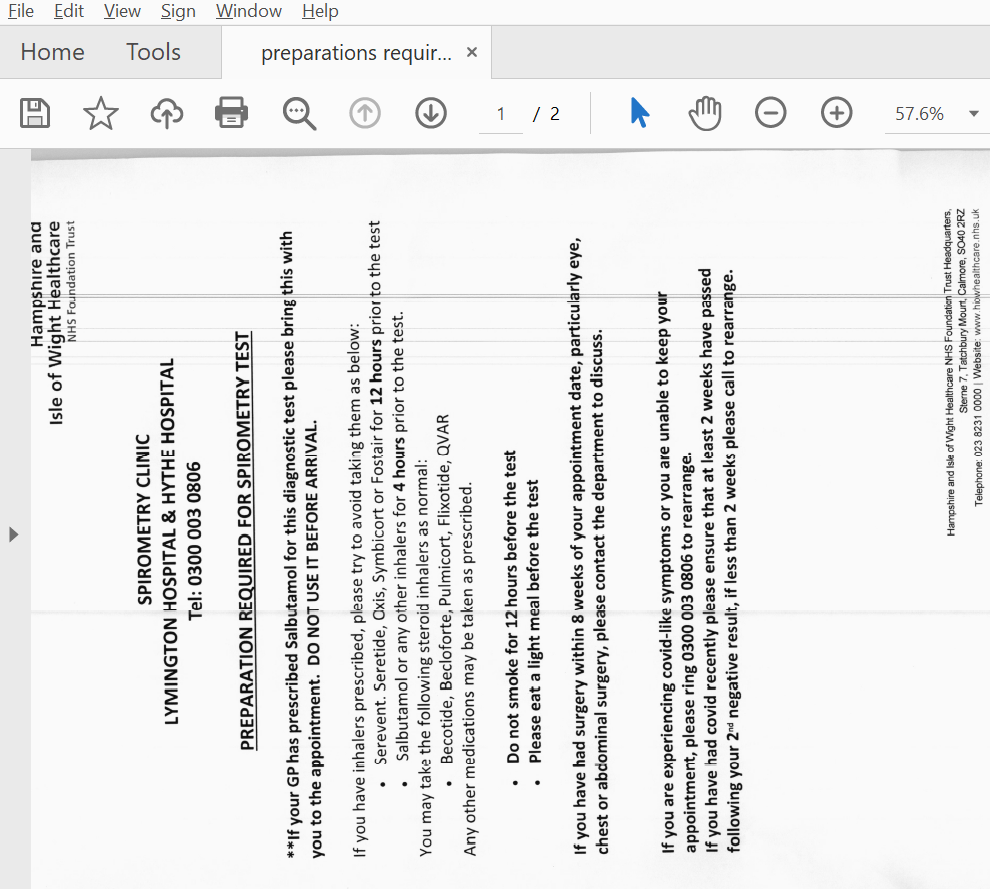 File Edit View Sign Window Help
Home Tools preparations requir... ×
1 / 2 57.6%
Hampshire and
Isle of Wight Healthcare
NHS Foundation Trust
SPIROMETRY CLINIC
LYMINGTON HOSPITAL & HYTHE HOSPITAL
Tel: 0300 003 0806
PREPARATION REQUIRED FOR SPIROMETRY TEST
**If your GP has prescribed Salbutamol for this diagnostic test please bring this with
you to the appointment. DO NOT USE IT BEFORE ARRIVAL.
If you have inhalers prescribed, please try to avoid taking them as below:
• Serevent. Seretide, Oxis, Symbicort or Fostair for 12 hours prior to the test
• Salbutamol or any other inhalers for 4 hours prior to the test.
You may take the following steroid inhalers as normal:
• Becotide, Becloforte, Pulmicort, Flixotide, QVAR
Any other medications may be taken as prescribed.
• Do not smoke for 12 hours before the test
• Please eat a light meal before the test
If you have had surgery within 8 weeks of your appointment date, particularly eye,
chest or abdominal surgery, please contact the department to discuss.
If you are experiencing covid-like symptoms or you are unable to keep your
appointment, please ring 0300 003 0806 to rearrange.
If you have had covid recently please ensure that at least 2 weeks have passed
following your 2nd negative result, if less than 2 weeks please call to rearrange.
Hampshire and Isle of Wight Healthcare NHS Foundation Trust Headquarters,
Sterne 7, Tatchbury Mount, Calmore, SO40 2RZ
Telephone: 023 8231 0000 | Website: www.hiowhealthcare.nhs.uk